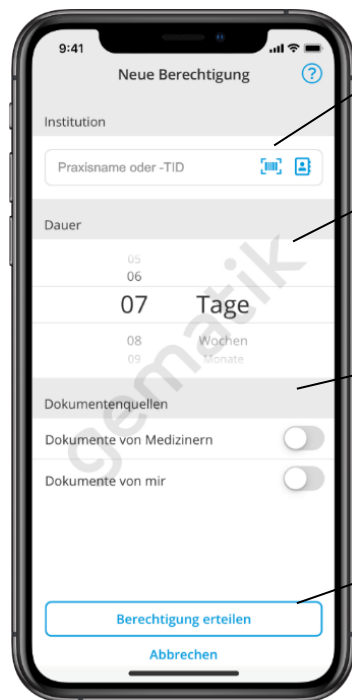 9:41
Neue Berechtigung ?
Institution
Praxisname oder -TID
Dauer
05
06
07 Tage
08 Wochen
09 Monate
gematik
Dokumentenquellen
Dokumente von Medizinern
Dokumente von mir
Berechtigung erteilen
Abbrechen